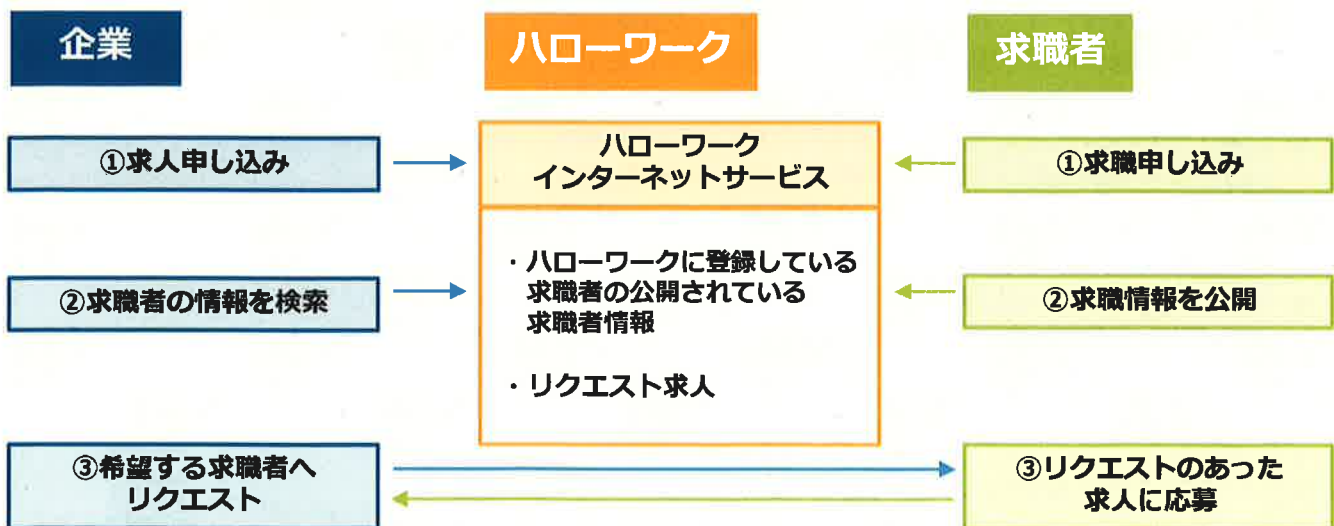 企業
ハローワーク
求職者
①求人申し込み
ハローワーク
インターネットサービス
①求職申し込み
②求職者の情報を検索
・ハローワークに登録している
求職者の公開されている
求職者情報
・リクエスト求人
②求職情報を公開
③希望する求職者へ
リクエスト
③リクエストのあった
求人に応募